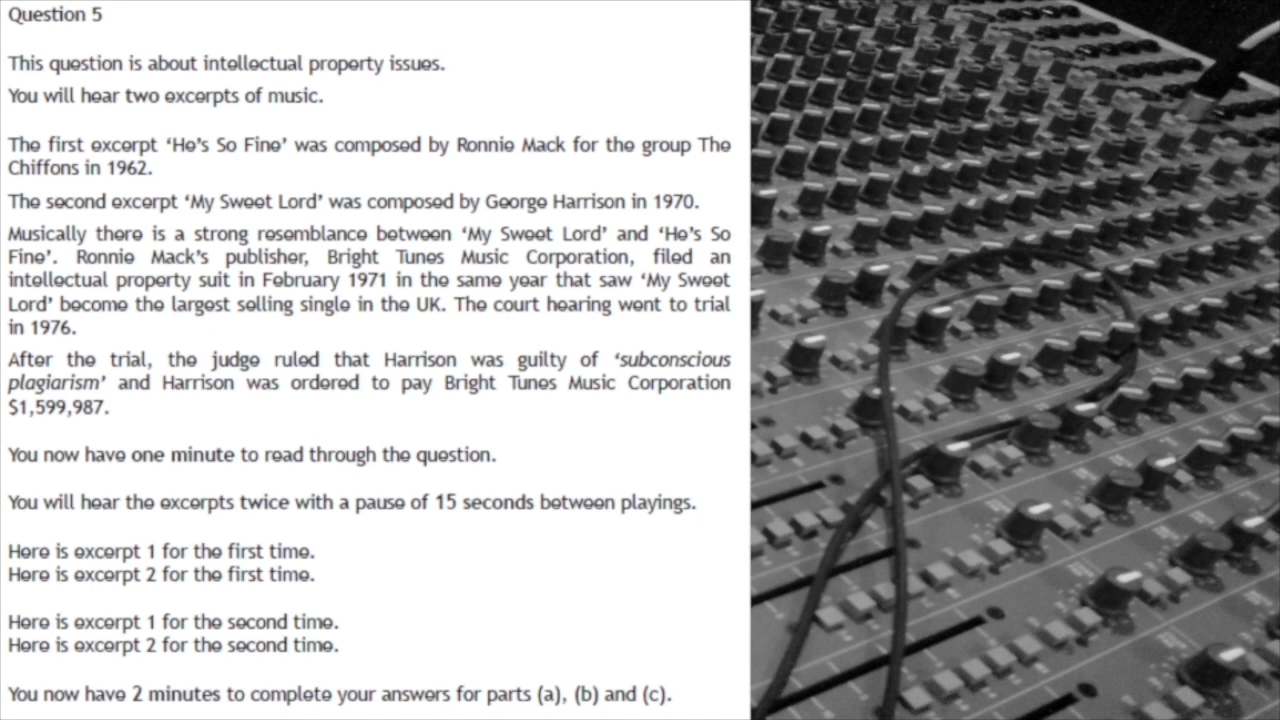 Question 5
This question is about intellectual property issues.
You will hear two excerpts of music.
The first excerpt ‘He’s So Fine’ was composed by Ronnie Mack for the group The
Chiffons in 1962.
The second excerpt ‘My Sweet Lord’ was composed by George Harrison in 1970.
Musically there is a strong resemblance between ‘My Sweet Lord’ and ‘He’s So
Fine’. Ronnie Mack’s publisher, Bright Tunes Music Corporation, filed an
intellectual property suit in February 1971 in the same year that saw ‘My Sweet
Lord’ become the largest selling single in the UK. The court hearing went to trial
in 1976.
After the trial, the judge ruled that Harrison was guilty of ‘subconscious
plagiarism’ and Harrison was ordered to pay Bright Tunes Music Corporation
$1,599,987.
You now have one minute to read through the question.
You will hear the excerpts twice with a pause of 15 seconds between playings.
Here is excerpt 1 for the first time.
Here is excerpt 2 for the first time.
Here is excerpt 1 for the second time.
Here is excerpt 2 for the second time.
You now have 2 minutes to complete your answers for parts (a), (b) and (c).